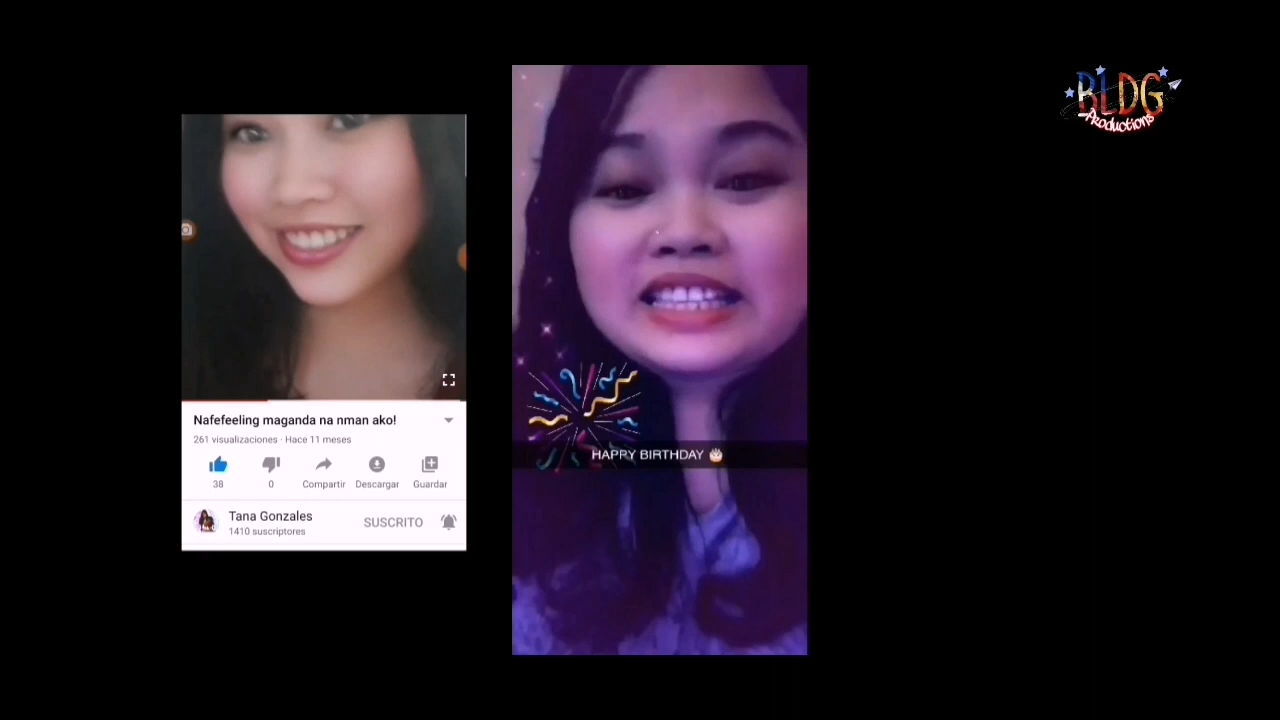 BLDG
Productions
Nafefeeling maganda na nman ako!
261 visualizaciones · Hace 11 meses
38
0
Compartir
Descargar
Guardar
Tana Gonzales
1410 suscriptores
SUSCRITO
HAPPY BIRTHDAY 🎂